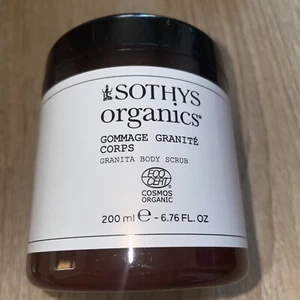 SOTHYS
organics®
GOMMAGE GRANITÉ
CORPS
GRANITA BODY SCRUB
ECO
CERT
COSMOS
ORGANIC
200 ml ℮ - 6.76 FL. OZ